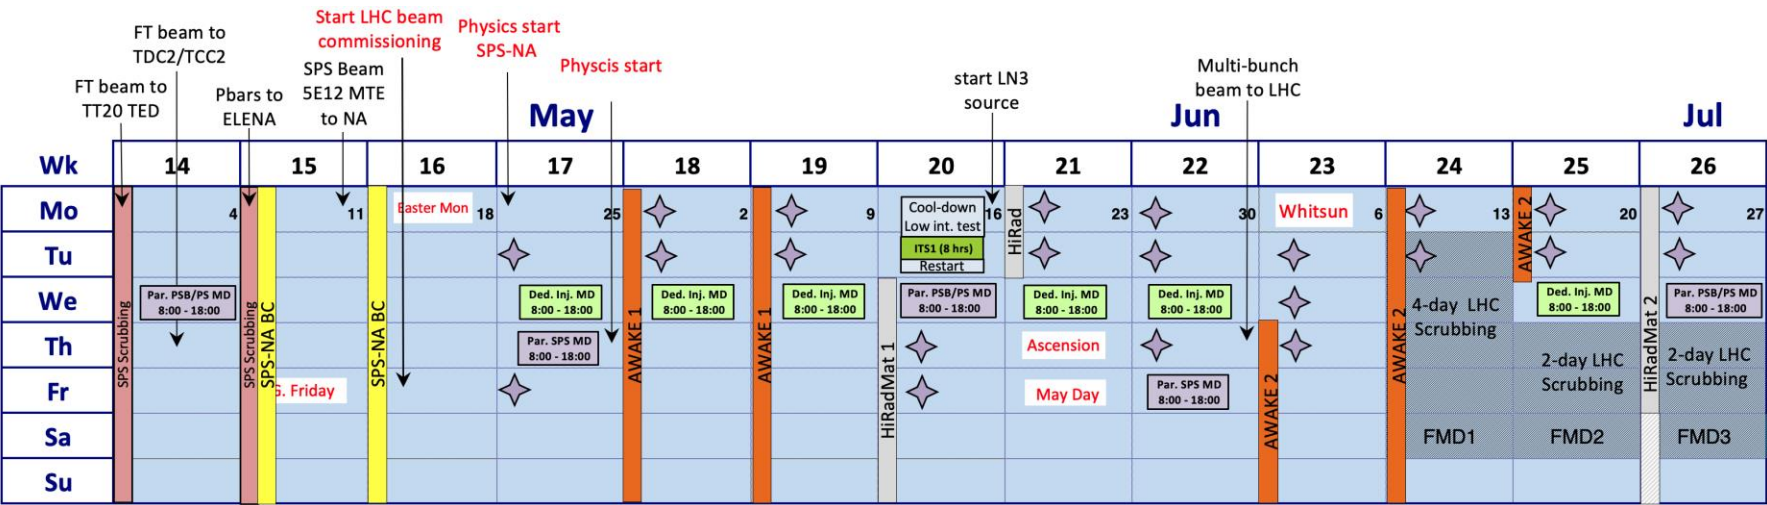 FT beam to
TDC2/TCC2
FT beam to
TT20 TED
Pbars to
ELENA
SPS Beam
5E12 MTE
to NA
Start LHC beam
commissioning
Physics start
SPS-NA
Physcis start
start LN3
source
Multi-bunch
beam to LHC
May
Jun
Jul
Wk 14 15 16 17 18 19 20 21 22 23 24 25 26
Mo 4 11 Easter Mon 18 25 2 9 16 23 30 Whitsun 6 13 20 27
Cool-down
Low int. test
ITS1 (8 hrs)
Restart
Tu
We
Par. PSB/PS MD
8:00 - 18:00
Ded. Inj. MD
8:00 - 18:00
Ded. Inj. MD
8:00 - 18:00
Ded. Inj. MD
8:00 - 18:00
Par. PSB/PS MD
8:00 - 18:00
Ded. Inj. MD
8:00 - 18:00
Ded. Inj. MD
8:00 - 18:00
4-day LHC
Scrubbing
Ded. Inj. MD
8:00 - 18:00
Par. PSB/PS MD
8:00 - 18:00
Th
Par. SPS MD
8:00 - 18:00
Ascension
2-day LHC
Scrubbing
2-day LHC
Scrubbing
Fr
G. Friday
May Day
Par. SPS MD
8:00 - 18:00
Sa
FMD1 FMD2 FMD3
Su
SPS Scrubbing
SPS Scrubbing
SPS-NA BC
SPS-NA BC
AWAKE 1
AWAKE 1
HiRadMat 1
HiRad
AWAKE 2
AWAKE 2
AWAKE 2
HiRadMat 2